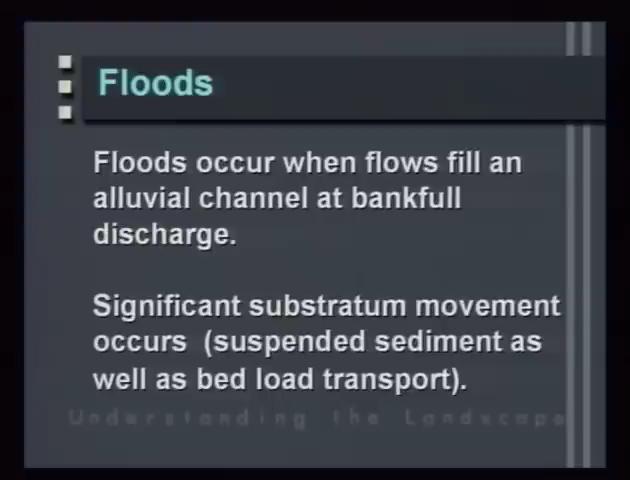 Floods
Floods occur when flows fill an
alluvial channel at bankfull
discharge.
Significant substratum movement
occurs (suspended sediment as
well as bed load transport).
Understanding the Landscape